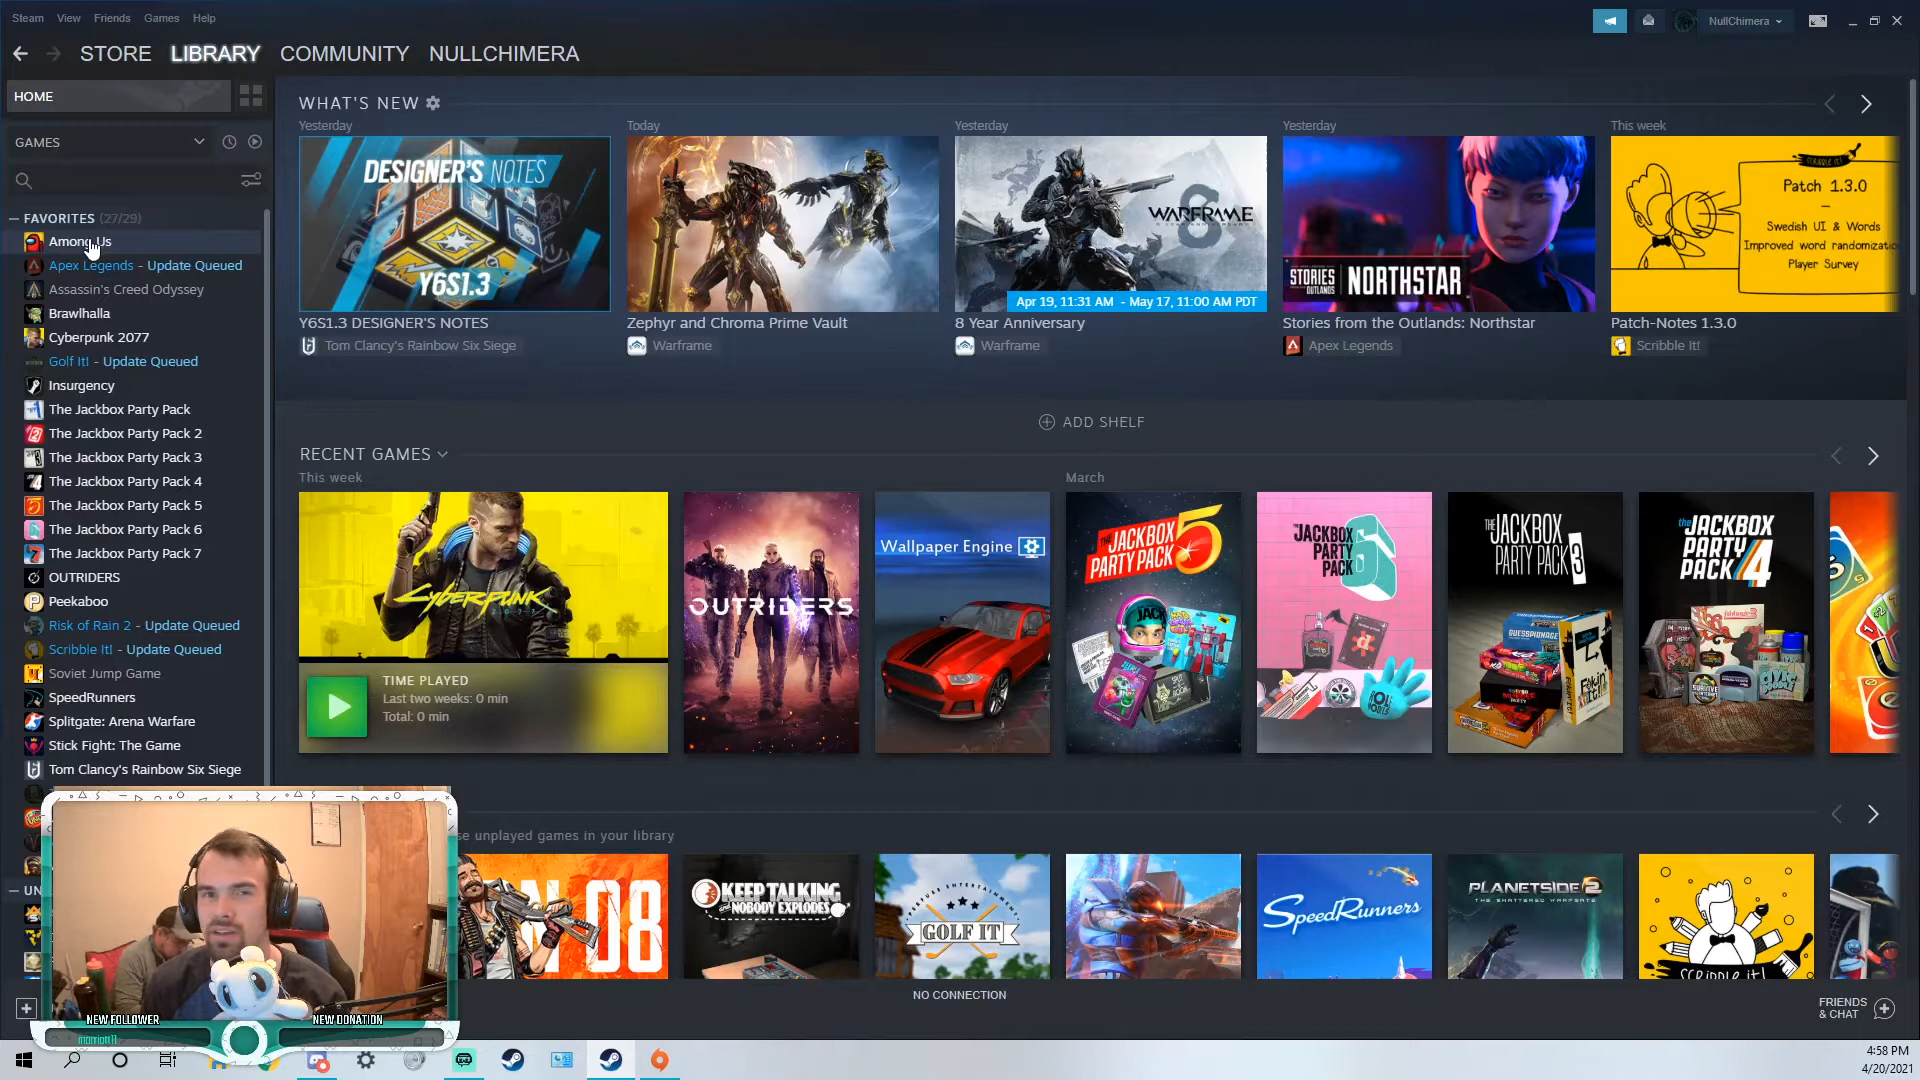 Steam View Friends Games Help
NullChimera
STORE LIBRARY COMMUNITY NULLCHIMERA
HOME
GAMES
FAVORITES (27/29)
Among Us
Apex Legends - Update Queued
Assassin's Creed Odyssey
Brawlhalla
Cyberpunk 2077
Golf It! - Update Queued
Insurgency
The Jackbox Party Pack
The Jackbox Party Pack 2
The Jackbox Party Pack 3
The Jackbox Party Pack 4
The Jackbox Party Pack 5
The Jackbox Party Pack 6
The Jackbox Party Pack 7
OUTRIDERS
Peekaboo
Risk of Rain 2 - Update Queued
Scribble It! - Update Queued
Soviet Jump Game
SpeedRunners
Splitgate: Arena Warfare
Stick Fight: The Game
Tom Clancy's Rainbow Six Siege
UN
WHAT'S NEW
Yesterday
DESIGNER'S NOTES
Y6S1.3
Y6S1.3 DESIGNER'S NOTES
Tom Clancy's Rainbow Six Siege
Today
Zephyr and Chroma Prime Vault
Warframe
Yesterday
8
WARFRAME
Apr 19, 11:31 AM - May 17, 11:00 AM PDT
8 Year Anniversary
Warframe
Yesterday
STORIES
NORTHSTAR
Stories from the Outlands: Northstar
Apex Legends
This week
SCRIBBLE IT!
Patch 1.3.0
–
Swedish UI & Words
Improved word randomizatio
Player Survey
Patch-Notes 1.3.0
Scribble It!
ADD SHELF
RECENT GAMES
This week
March
Cyberpunk
2077
TIME PLAYED
Last two weeks: 0 min
Total: 0 min
OUTRIDERS
Wallpaper Engine
THE JACKBOX PARTY PACK 5
THE JACKBOX PARTY PACK 6
THE JACKBOX PARTY PACK 3
the JACKBOX PARTY PACK 4
se unplayed games in your library
N 08
KEEP TALKING
and NOBODY EXPLODES
GOLF IT
SpeedRunners
PLANETSIDE 2
SCRIBBLE it!
NO CONNECTION
FRIENDS
& CHAT
NEW FOLLOWER
NEW DONATION
4:58 PM
4/20/2021